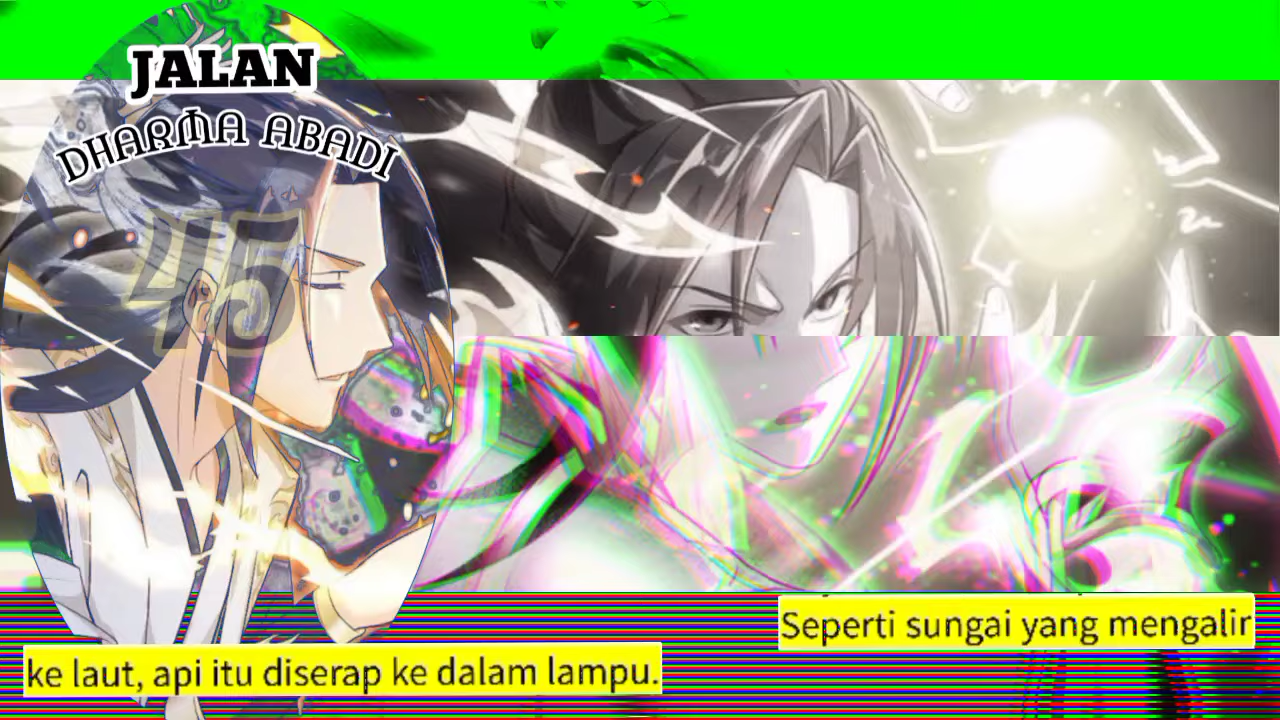 JALAN
DHARMA ABADI
45
Seperti sungai yang mengalir
ke laut, api itu diserap ke dalam lampu.